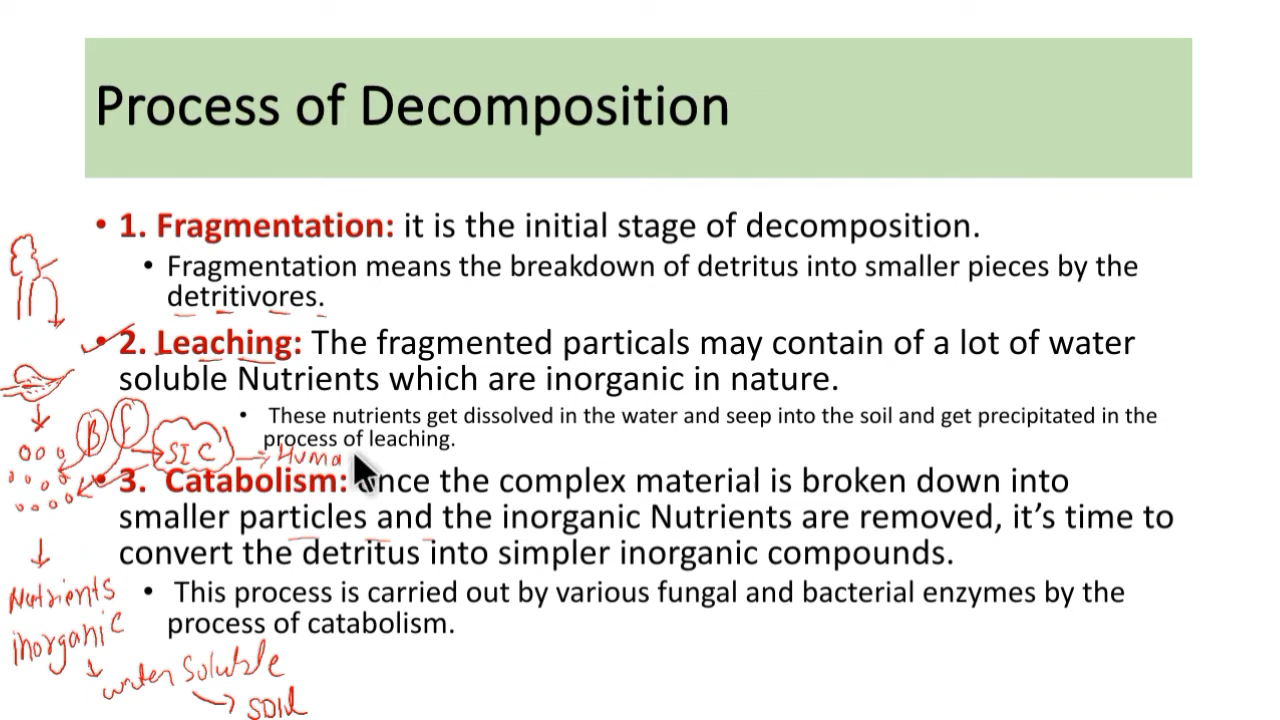 Process of Decomposition
• 1. Fragmentation: it is the initial stage of decomposition.
• Fragmentation means the breakdown of detritus into smaller pieces by the
detritivores.
• 2. Leaching: The fragmented particals may contain of a lot of water
soluble Nutrients which are inorganic in nature.
• These nutrients get dissolved in the water and seep into the soil and get precipitated in the
process of leaching.
B F SIC → Huma
• 3. Catabolism: nce the complex material is broken down into
smaller particles and the inorganic Nutrients are removed, it's time to
convert the detritus into simpler inorganic compounds.
• This process is carried out by various fungal and bacterial enzymes by the
process of catabolism.
Nutrients
inorganic
water Soluble
→ SOIL